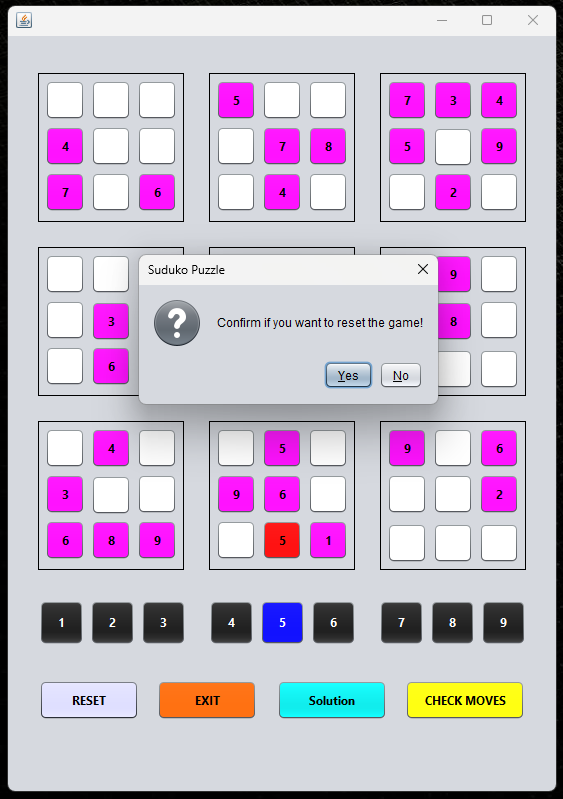 5 7 3 4
4 7 8 5 9
7 6 4 2
9
Suduko Puzzle
3 8
Confirm if you want to reset the game!
6
Yes No
4 5 9 6
3 9 6 2
6 8 9 5 1
1 2 3 4 5 6 7 8 9
RESET EXIT Solution CHECK MOVES